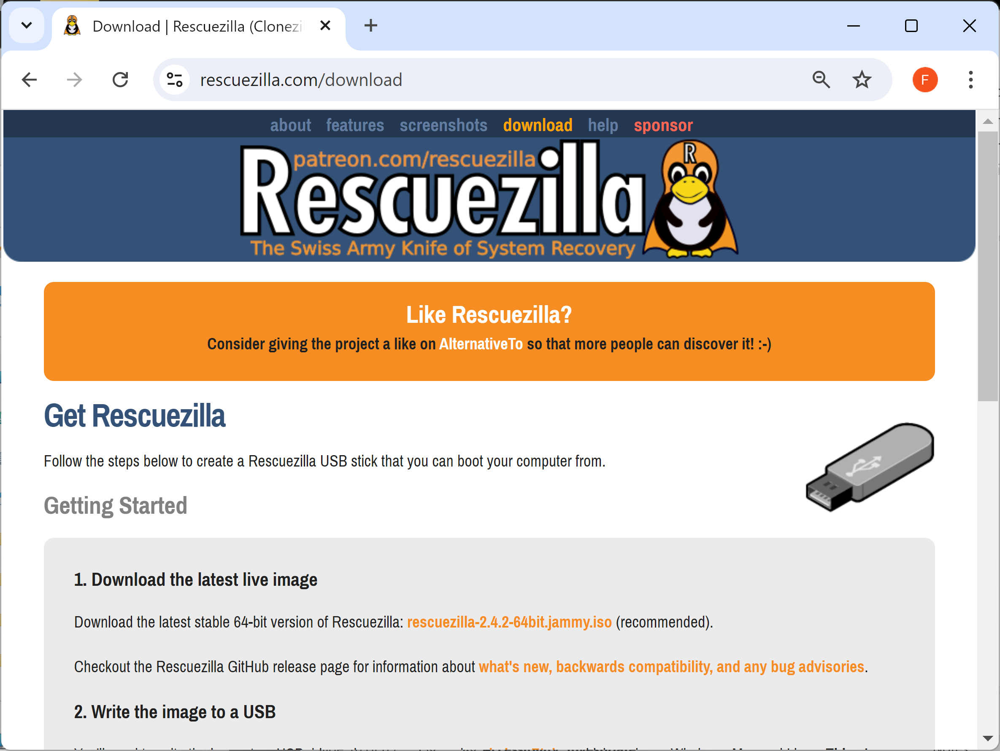 Download | Rescuezilla (Clonezi
rescuezilla.com/download
F
about features screenshots download help sponsor
patreon.com/rescuezilla
R
Rescuezilla
The Swiss Army Knife of System Recovery
Like Rescuezilla?
Consider giving the project a like on AlternativeTo so that more people can discover it! :-)
Get Rescuezilla
Follow the steps below to create a Rescuezilla USB stick that you can boot your computer from.
Getting Started
1. Download the latest live image
Download the latest stable 64-bit version of Rescuezilla: rescuezilla-2.4.2-64bit.jammy.iso (recommended).
Checkout the Rescuezilla GitHub release page for information about what's new, backwards compatibility, and any bug advisories.
2. Write the image to a USB